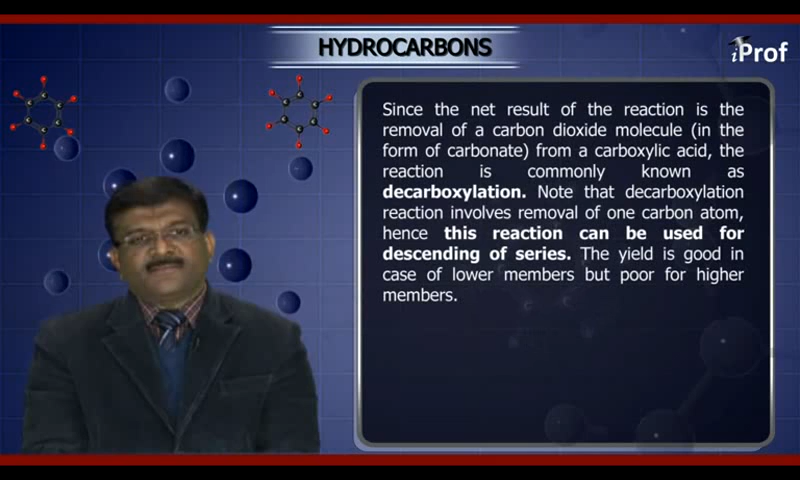 HYDROCARBONS
iProf
Since the net result of the reaction is the
removal of a carbon dioxide molecule (in the
form of carbonate) from a carboxylic acid, the
reaction is commonly known as
decarboxylation. Note that decarboxylation
reaction involves removal of one carbon atom,
hence this reaction can be used for
descending of series. The yield is good in
case of lower members but poor for higher
members.